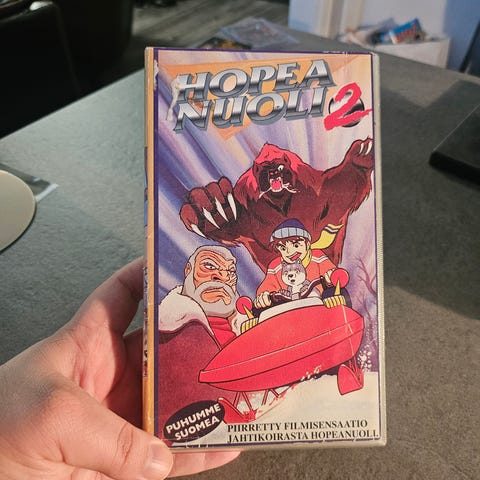 HOPEA
NUOLI 2
PUHUMME
SUOMEA
PIIRRETTY FILMISENSAATIO
JAHTIKOIRASTA HOPEANUOLI.